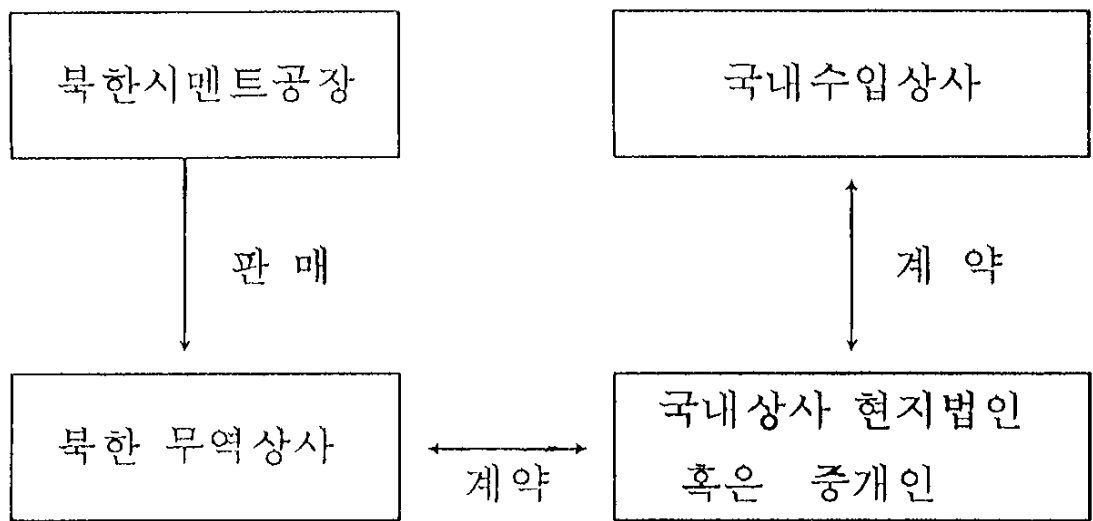 북한시멘트공장
국내수입상사
판 매
계 약
북한 무역상사
계약
국내상사 현지법인
혹은 중개인